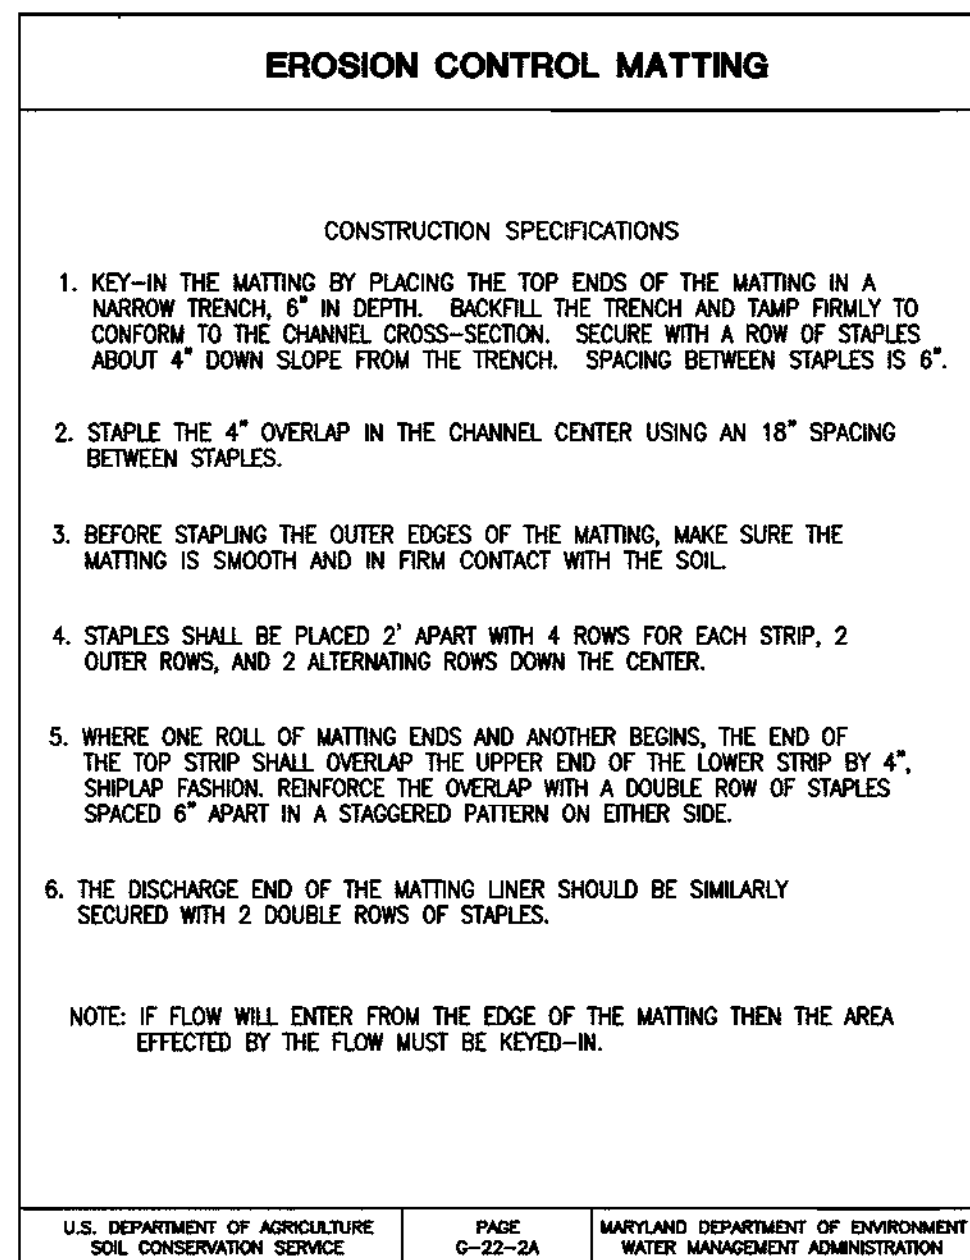 EROSION CONTROL MATTING
CONSTRUCTION SPECIFICATIONS
1. KEY-IN THE MATTING BY PLACING THE TOP ENDS OF THE MATTING IN A
NARROW TRENCH, 6" IN DEPTH. BACKFILL THE TRENCH AND TAMP FIRMLY TO
CONFORM TO THE CHANNEL CROSS-SECTION. SECURE WITH A ROW OF STAPLES
ABOUT 4" DOWN SLOPE FROM THE TRENCH. SPACING BETWEEN STAPLES IS 6".
2. STAPLE THE 4" OVERLAP IN THE CHANNEL CENTER USING AN 18" SPACING
BETWEEN STAPLES.
3. BEFORE STAPLING THE OUTER EDGES OF THE MATTING, MAKE SURE THE
MATTING IS SMOOTH AND IN FIRM CONTACT WITH THE SOIL.
4. STAPLES SHALL BE PLACED 2' APART WITH 4 ROWS FOR EACH STRIP, 2
OUTER ROWS, AND 2 ALTERNATING ROWS DOWN THE CENTER.
5. WHERE ONE ROLL OF MATTING ENDS AND ANOTHER BEGINS, THE END OF
THE TOP STRIP SHALL OVERLAP THE UPPER END OF THE LOWER STRIP BY 4",
SHIPLAP FASHION. REINFORCE THE OVERLAP WITH A DOUBLE ROW OF STAPLES
SPACED 6" APART IN A STAGGERED PATTERN ON EITHER SIDE.
6. THE DISCHARGE END OF THE MATTING LINER SHOULD BE SIMILARLY
SECURED WITH 2 DOUBLE ROWS OF STAPLES.
NOTE: IF FLOW WILL ENTER FROM THE EDGE OF THE MATTING THEN THE AREA
EFFECTED BY THE FLOW MUST BE KEYED-IN.
U.S. DEPARTMENT OF AGRICULTURE
SOIL CONSERVATION SERVICE
PAGE
G-22-2A
MARYLAND DEPARTMENT OF ENVIRONMENT
WATER MANAGEMENT ADMINISTRATION